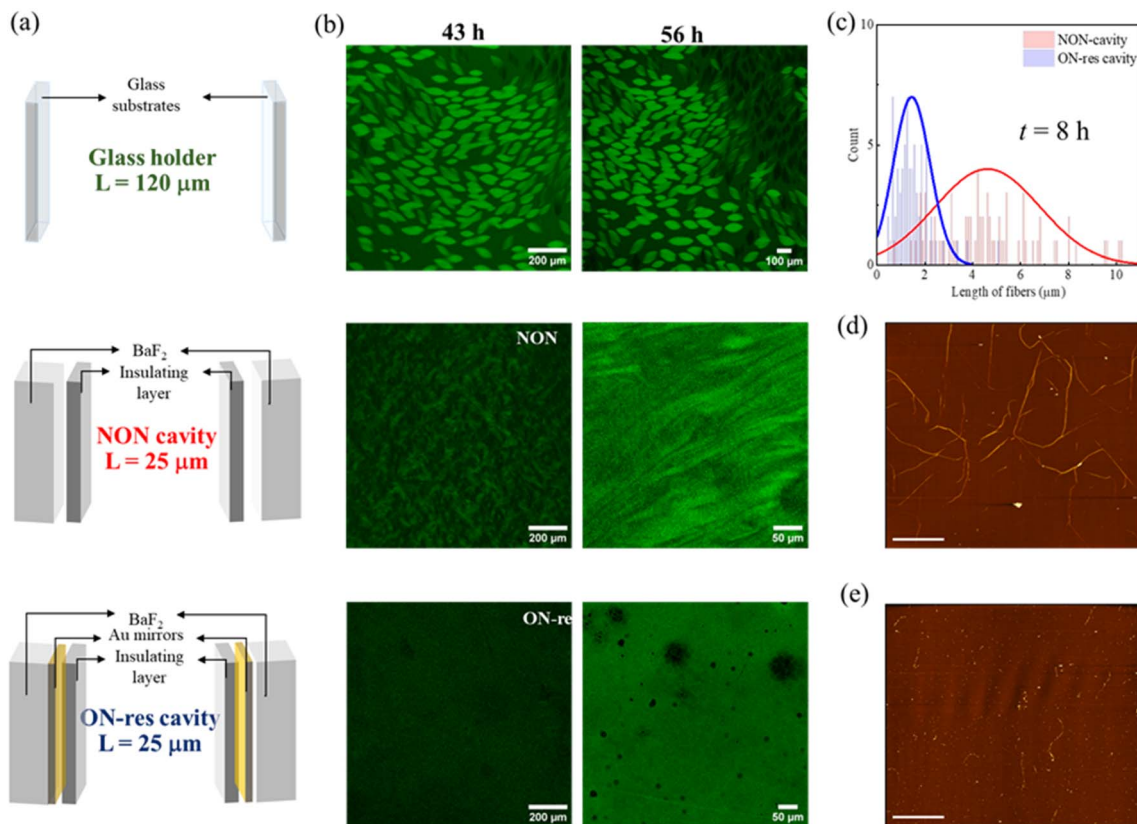 (a)
Glass
substrates
Glass holder
L = 120 μm
BaF2
Insulating
layer
NON cavity
L = 25 μm
BaF2
Au mirrors
Insulating
layer
ON-res cavity
L = 25 μm
(b)
43 h
56 h
200 μm
100 μm
NON
200 μm
50 μm
ON-re
200 μm
50 μm
(c)
10
5
0
Count
NON-cavity
ON-res cavity
t = 8 h
0
2
4
6
8
10
Length of fibers (μm)
(d)
(e)